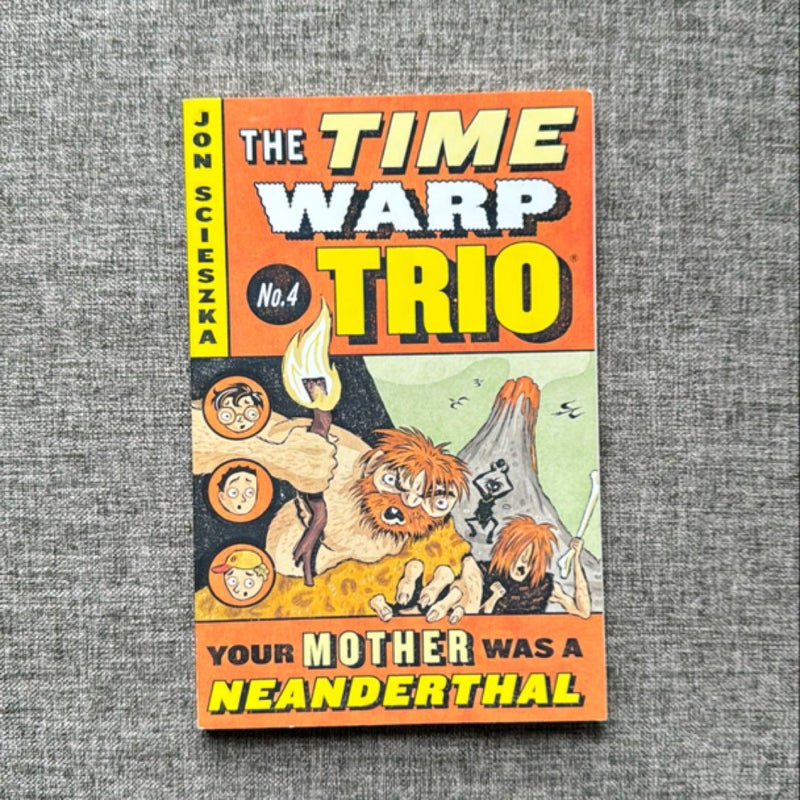 JON SCIESZKA
THE TIME
WARP
TRIO®
No.4
YOUR MOTHER WAS A
NEANDERTHAL